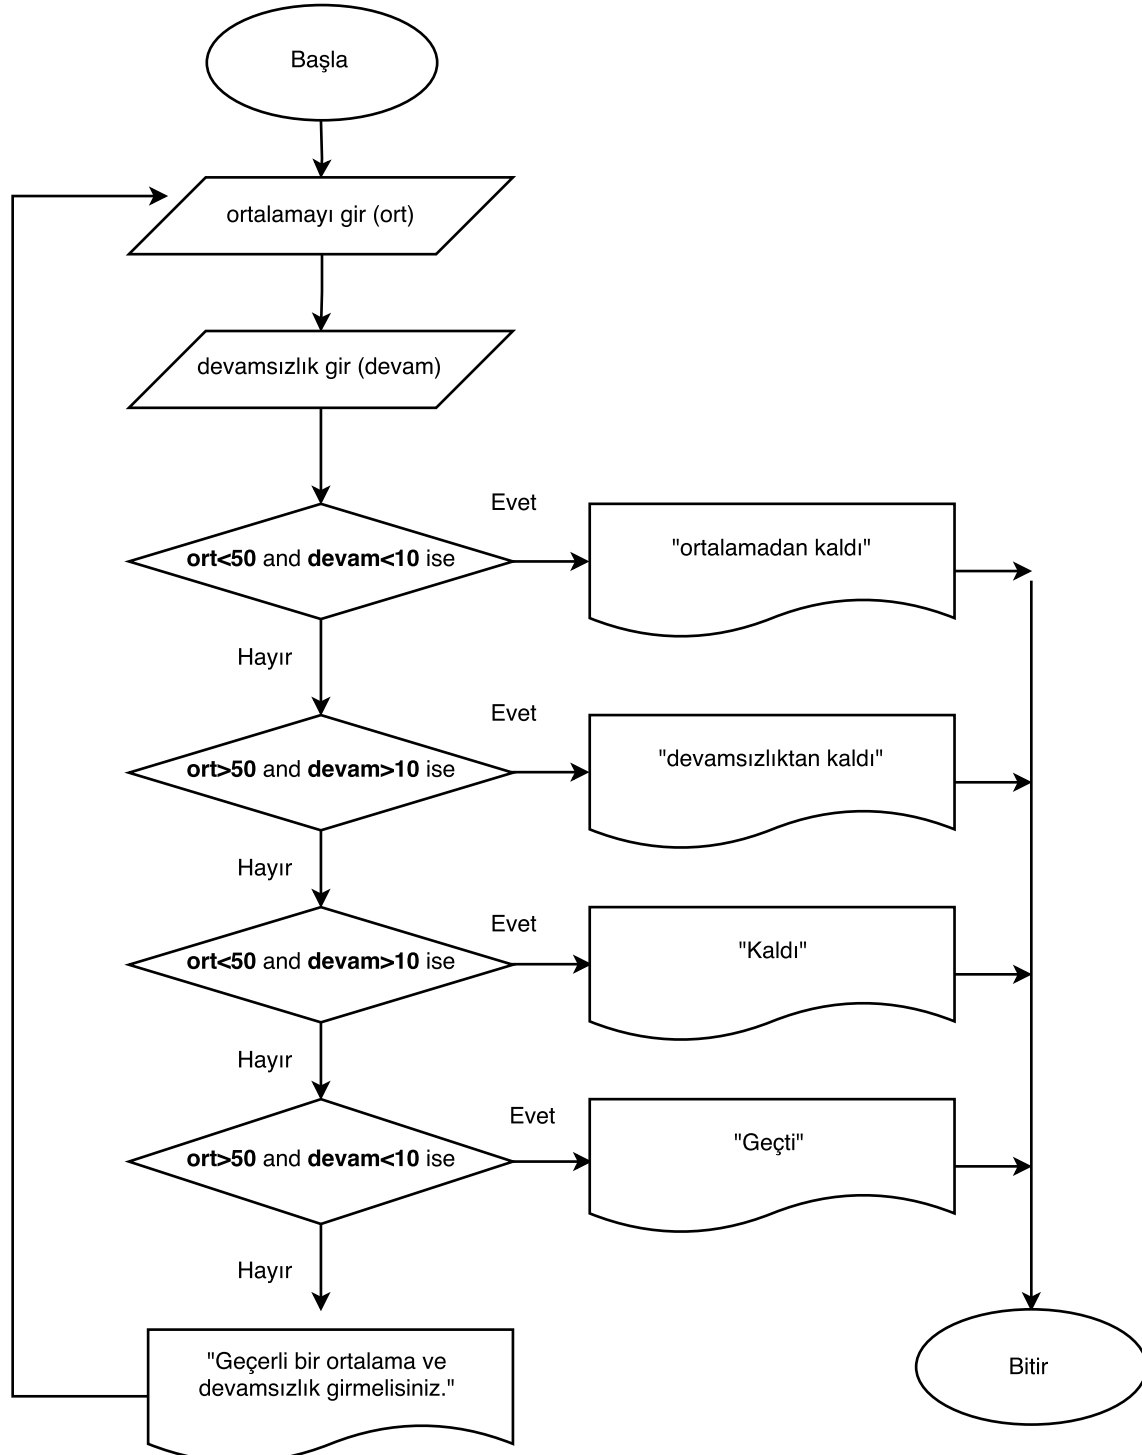 Başla
ortalamayı gir (ort)
devamsızlık gir (devam)
ort<50 and devam<10 ise
Evet
"ortalamadan kaldı"
Hayır
ort>50 and devam>10 ise
Evet
"devamsızlıktan kaldı"
Hayır
ort<50 and devam>10 ise
Evet
"Kaldı"
Hayır
ort>50 and devam<10 ise
Evet
"Geçti"
Hayır
"Geçerli bir ortalama ve
devamsızlık girmelisiniz."
Bitir